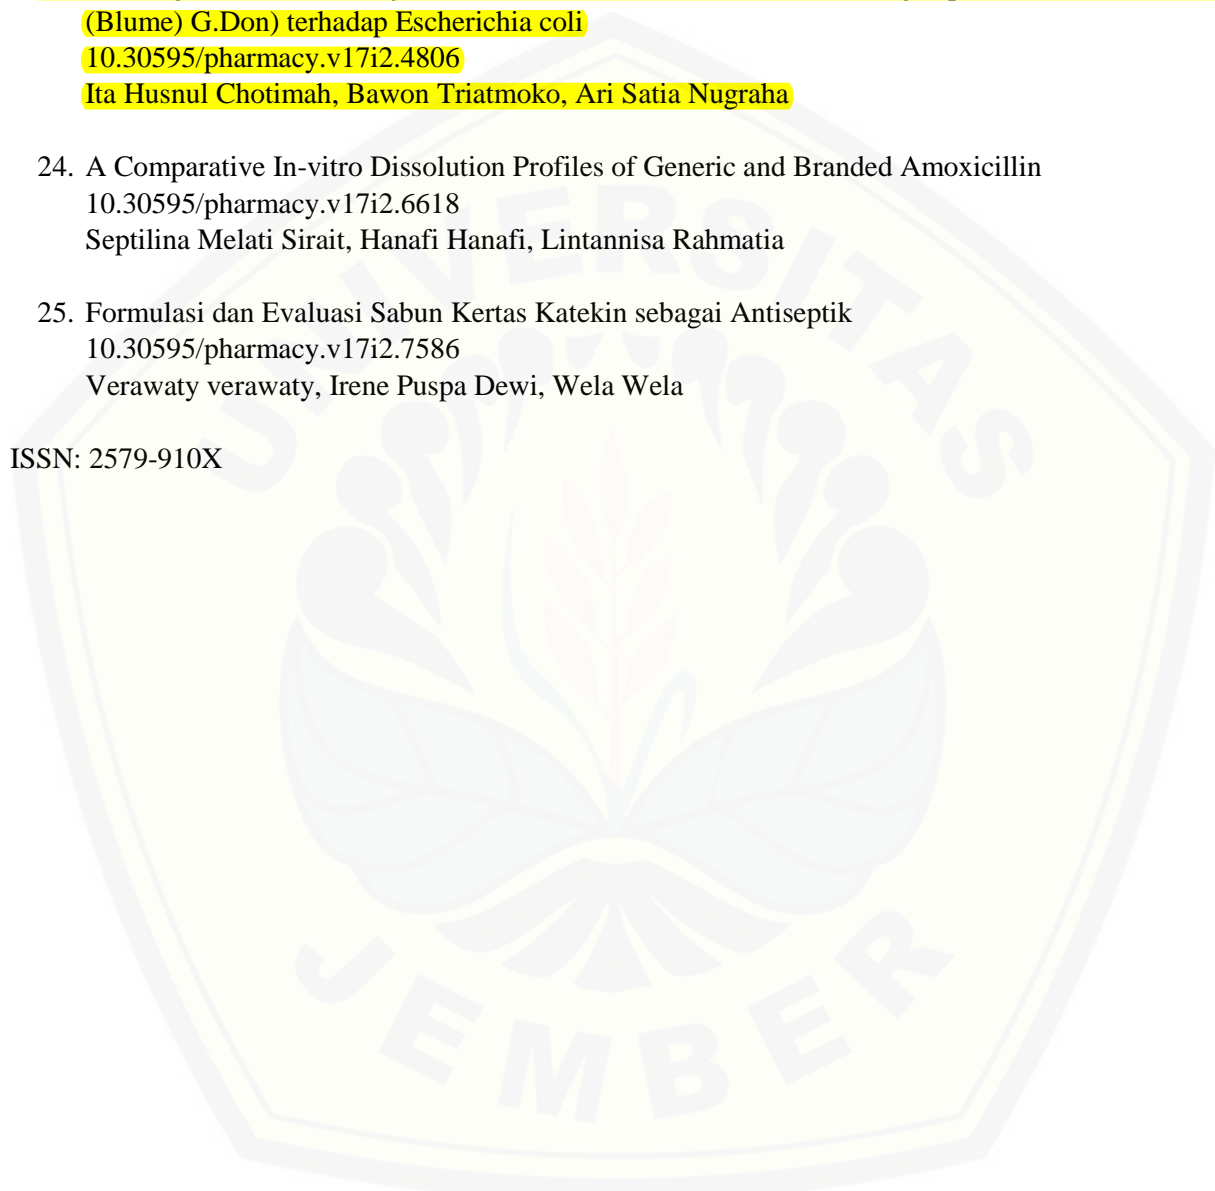 (Blume) G.Don) terhadap Escherichia coli
10.30595/pharmacy.v17i2.4806
Ita Husnul Chotimah, Bawon Triatmoko, Ari Satia Nugraha
24. A Comparative In-vitro Dissolution Profiles of Generic and Branded Amoxicillin
10.30595/pharmacy.v17i2.6618
Septilina Melati Sirait, Hanafi Hanafi, Lintannisa Rahmatia
25. Formulasi dan Evaluasi Sabun Kertas Katekin sebagai Antiseptik
10.30595/pharmacy.v17i2.7586
Verawaty verawaty, Irene Puspa Dewi, Wela Wela
ISSN: 2579-910X
UNIVERSITAS
JEMBER